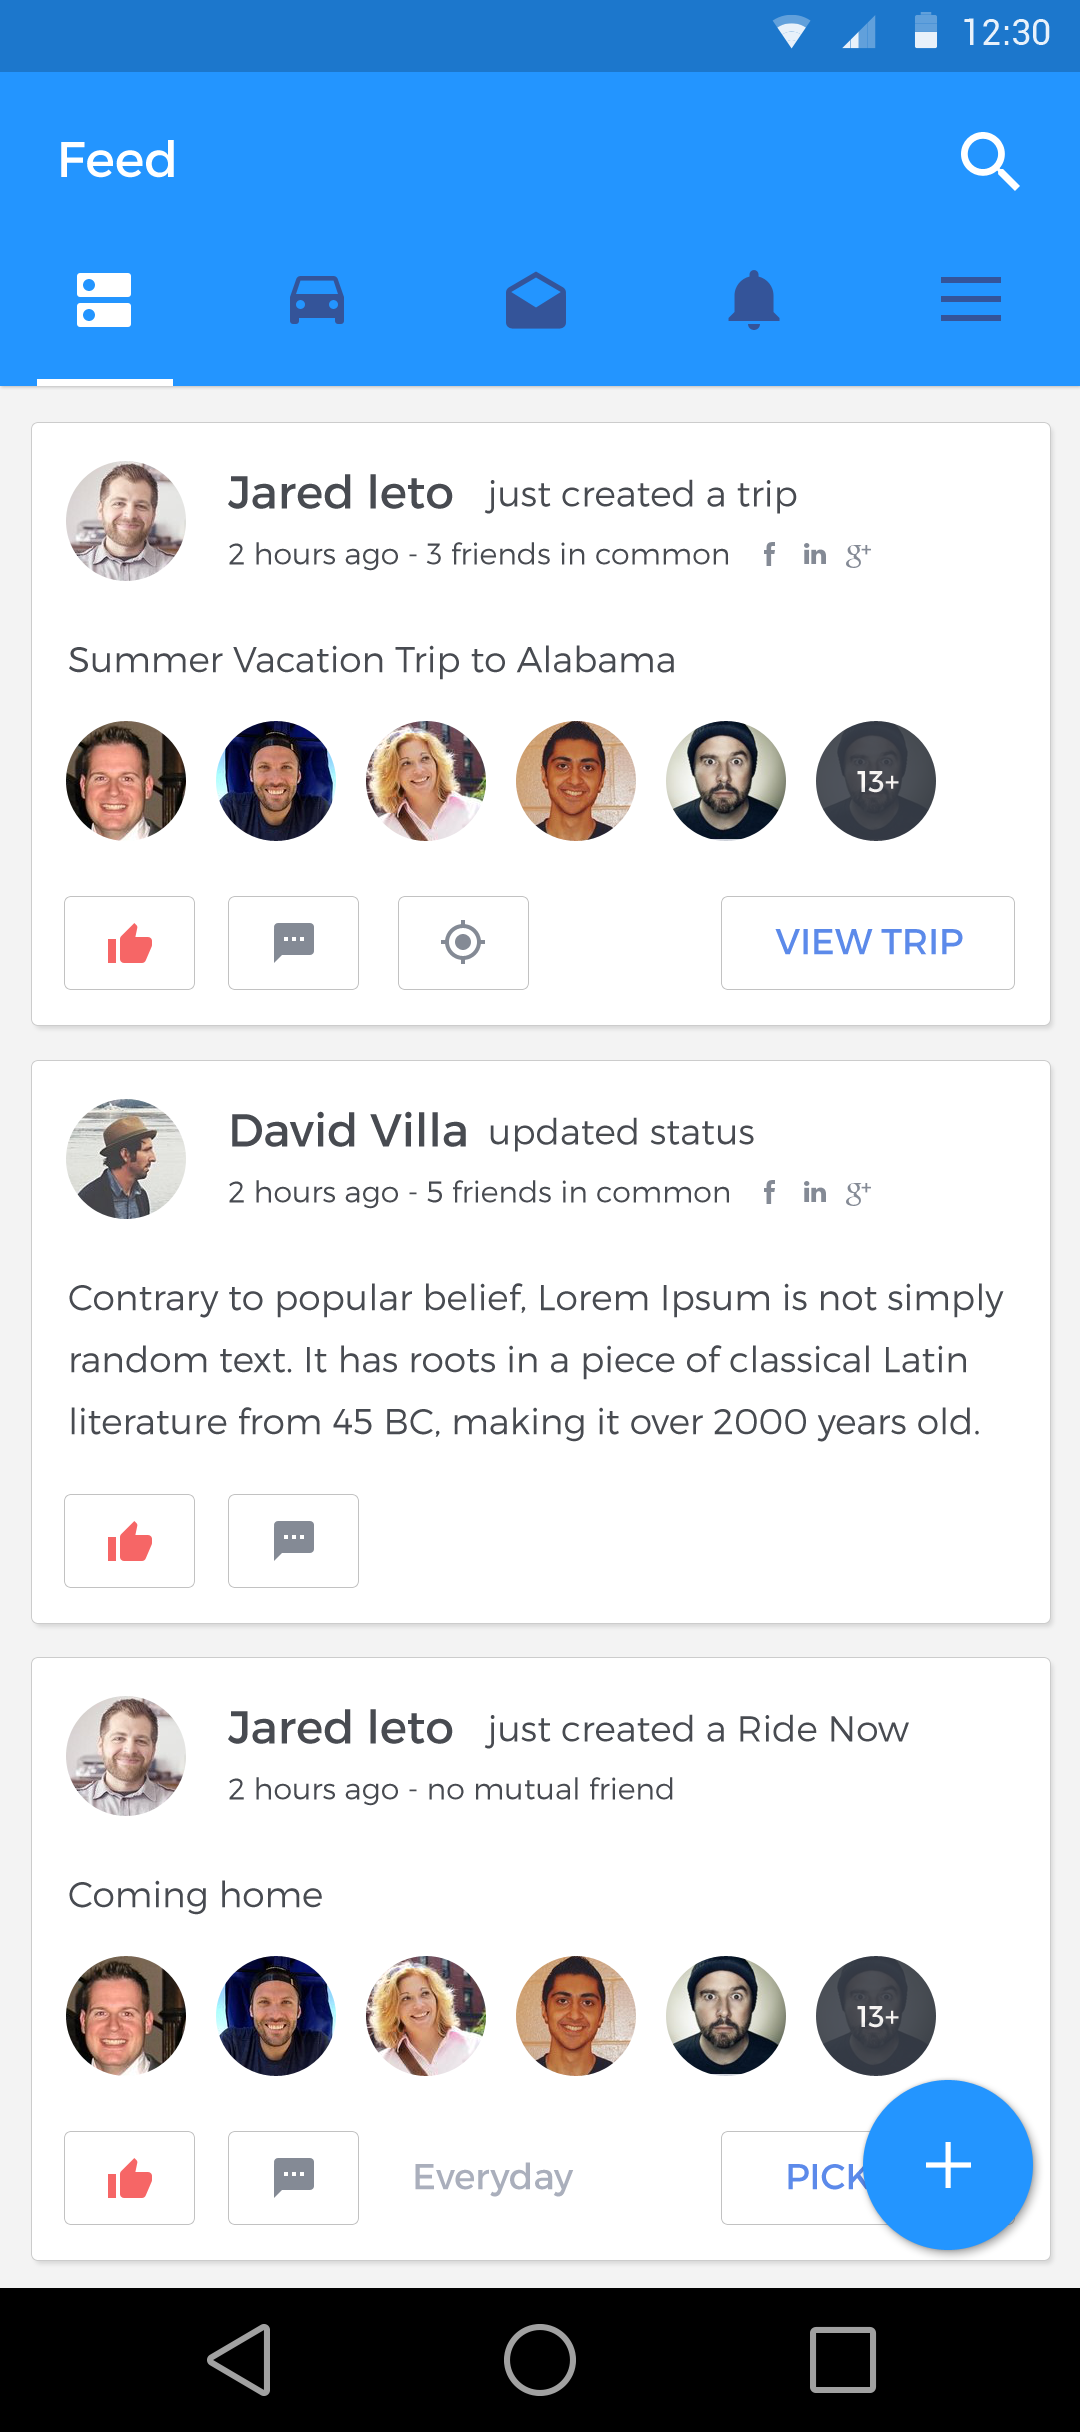 12:30
Feed
Jared leto just created a trip
2 hours ago - 3 friends in common f in g+
Summer Vacation Trip to Alabama
13+
VIEW TRIP
David Villa updated status
2 hours ago - 5 friends in common f in g+
Contrary to popular belief, Lorem Ipsum is not simply
random text. It has roots in a piece of classical Latin
literature from 45 BC, making it over 2000 years old.
Jared leto just created a Ride Now
2 hours ago - no mutual friend
Coming home
13+
Everyday PICK